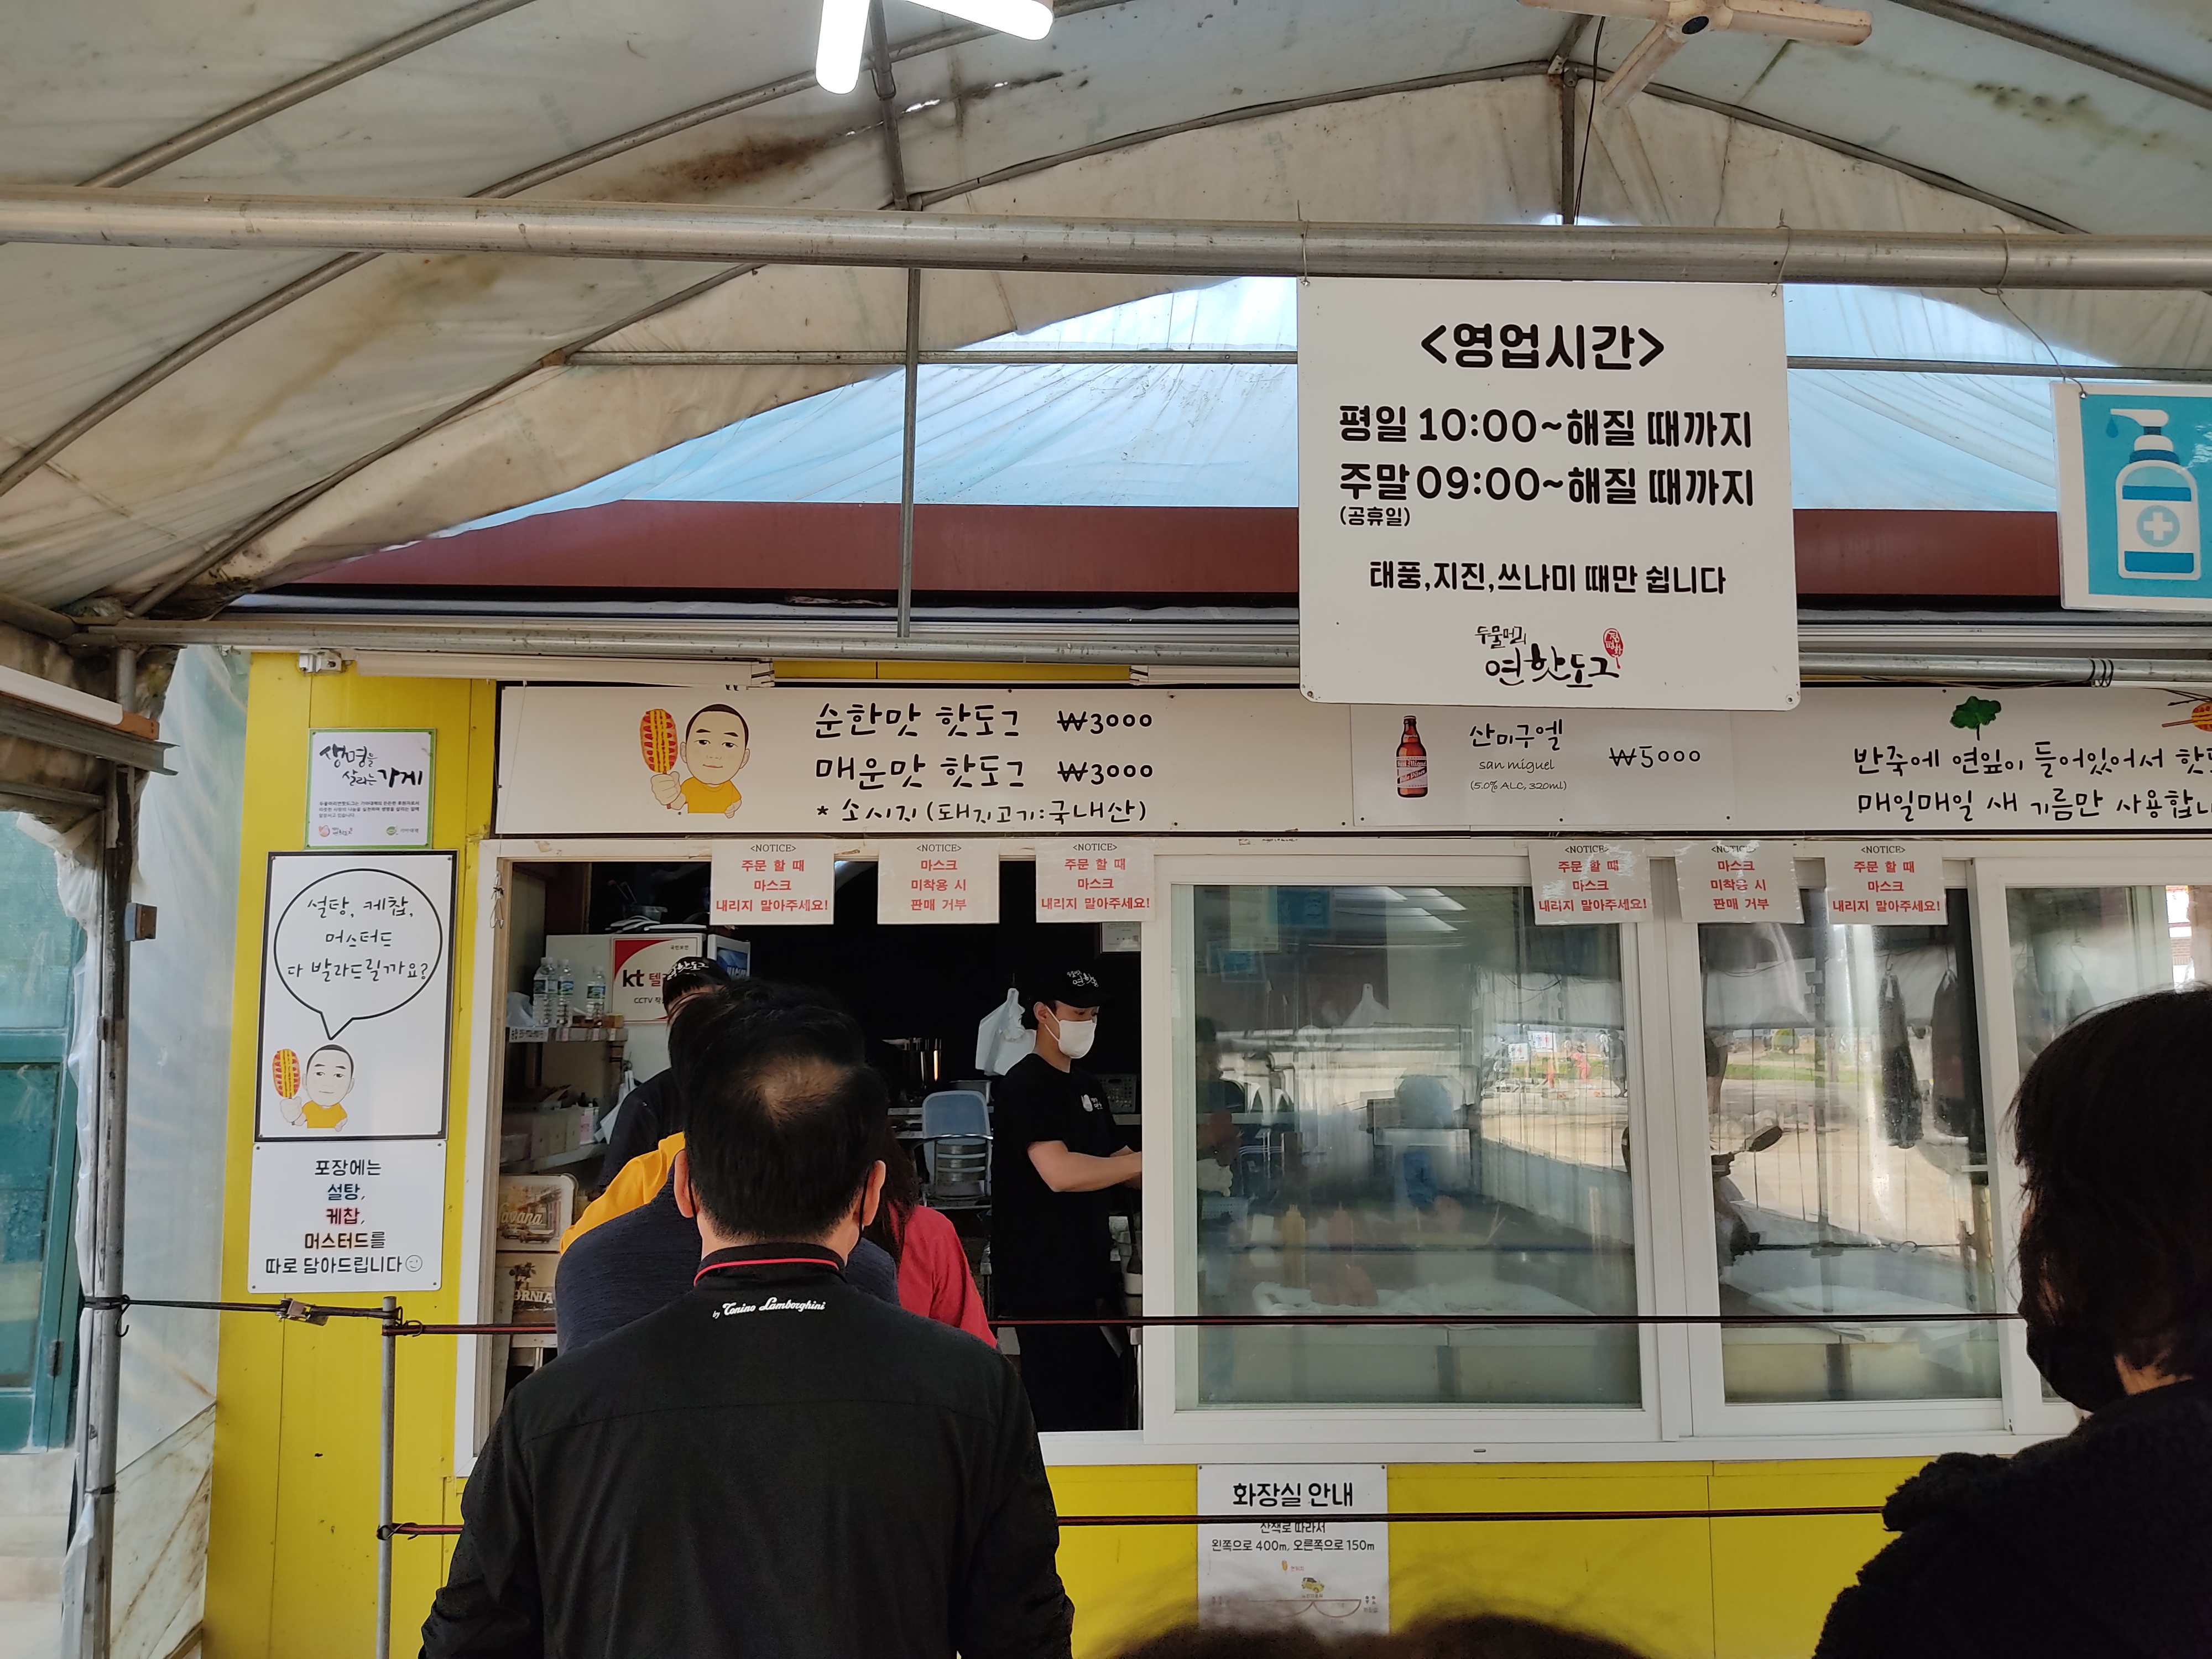 <영업시간>
평일 10:00~해질 때까지
주말 09:00~해질 때까지
(공휴일)
태풍,지진,쓰나미 때만 쉽니다
두물머리
연핫도그
순한맛 핫도그 ₩3000
매운맛 핫도그 ₩3000
* 소시지 (돼지고기:국내산)
산미구엘 ₩5000
san miguel
(5.0% ALC, 320ml)
반죽에 연잎이 들어있어서
매일매일 새 기름만
생명을
살리는 가게
설탕, 케찹,
머스터드
다 발라드릴까요?
포장에는
설탕,
케찹,
머스터드를
따로 담아드립니다
<NOTICE>
주문 할 때
마스크
내리지 말아주세요!
<NOTICE>
마스크
미착용 시
판매 거부
<NOTICE>
주문 할 때
마스크
내리지 말아주세요!
<NOTICE>
주문 할 때
마스크
내리지 말아주세요!
<NOTICE>
마스크
미착용 시
판매 거부
<NOTICE>
주문 할 때
마스크
내리지 말아주세요!
kt 텔
CCTV
연핫도그
by Tonino Lamborghini
화장실 안내
산책로 따라서
왼쪽으로 400m, 오른쪽으로 150m